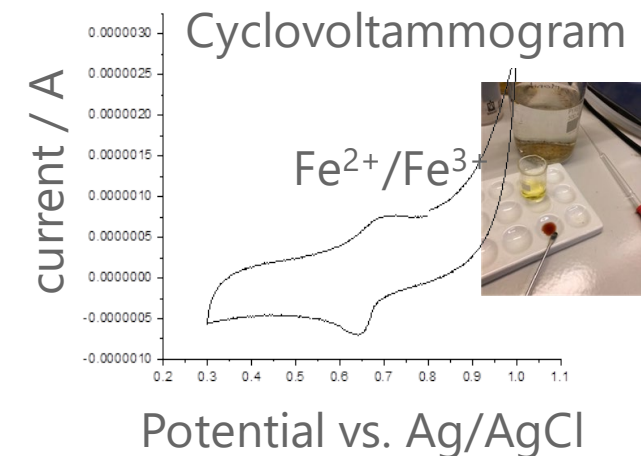 Cyclovoltammogram
Fe²⁺/Fe³⁺
current / A
0.0000030
0.0000025
0.0000020
0.0000015
0.0000010
0.0000005
0.0000000
-0.0000005
-0.0000010
0.2 0.3 0.4 0.5 0.6 0.7 0.8 0.9 1.0 1.1
Potential vs. Ag/AgCl